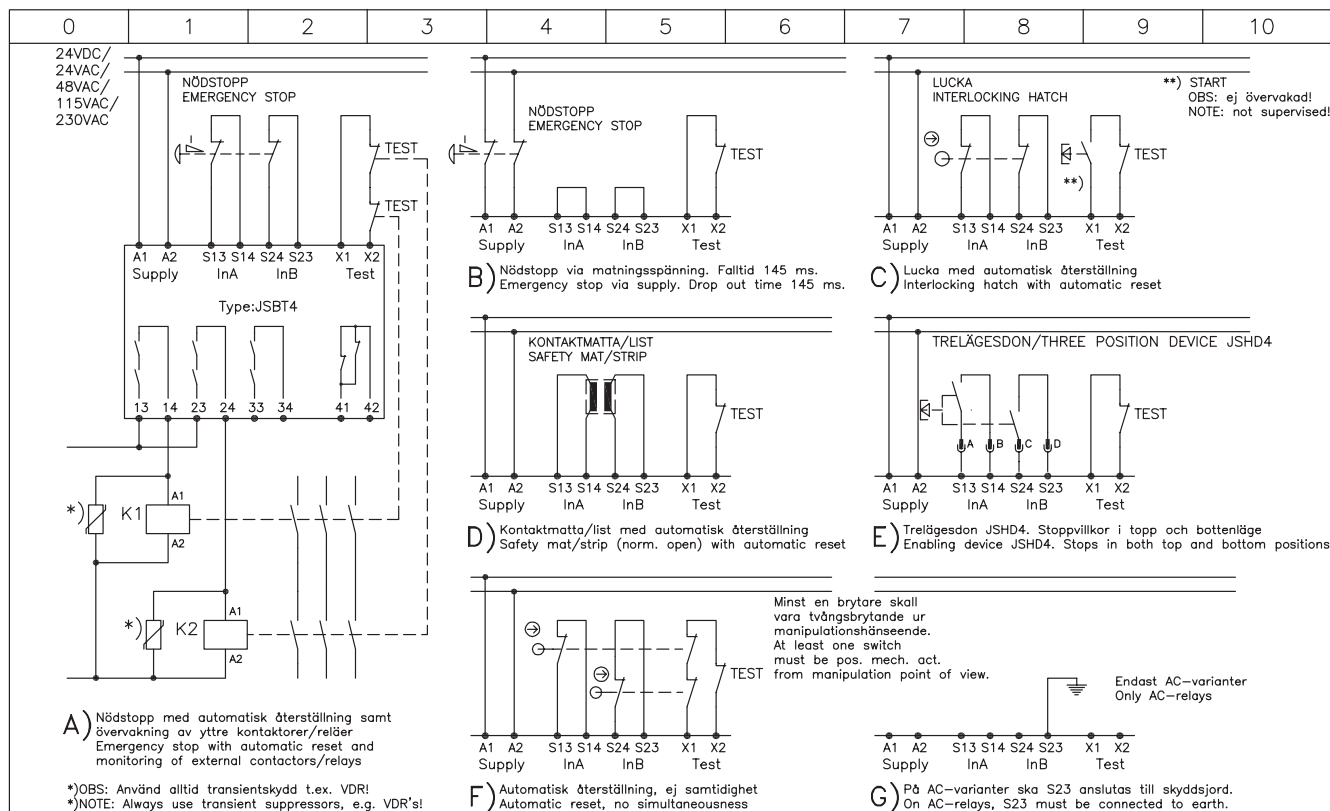 0 1 2 3 4 5 6 7 8 9 10
24VDC/
24VAC/
48VAC/
115VAC/
230VAC
NÖDSTOPP
EMERGENCY STOP
TEST
TEST
A1 A2 S13 S14 S24 S23 X1 X2
Supply InA InB Test
Type:JSBT4
13 14 23 24 33 34 41 42
A1
*) K1
A2
A1
*) K2
A2
A) Nödstopp med automatisk återställning samt
övervakning av yttre kontaktorer/reläer
Emergency stop with automatic reset and
monitoring of external contactors/relays
*)OBS: Använd alltid transientskydd t.ex. VDR!
*)NOTE: Always use transient suppressors, e.g. VDR's!
NÖDSTOPP
EMERGENCY STOP
TEST
A1 A2 S13 S14 S24 S23 X1 X2
Supply InA InB Test
B) Nödstopp via matningsspänning. Falltid 145 ms.
Emergency stop via supply. Drop out time 145 ms.
LUCKA
INTERLOCKING HATCH
**) START
OBS: ej övervakad!
NOTE: not supervised!
TEST
**)
A1 A2 S13 S14 S24 S23 X1 X2
Supply InA InB Test
C) Lucka med automatisk återställning
Interlocking hatch with automatic reset
KONTAKTMATTA/LIST
SAFETY MAT/STRIP
TEST
A1 A2 S13 S14 S24 S23 X1 X2
Supply InA InB Test
D) Kontaktmatta/list med automatisk återställning
Safety mat/strip (norm. open) with automatic reset
TRELÄGESDON/THREE POSITION DEVICE JSHD4
TEST
A B C D
A1 A2 S13 S14 S24 S23 X1 X2
Supply InA InB Test
E) Trelägesdon JSHD4. Stoppvillkor i topp och bottenläge
Enabling device JSHD4. Stops in both top and bottom positions
Minst en brytare skall
vara tvångsbrytande ur
manipulationshänseende.
At least one switch
must be pos. mech. act.
from manipulation point of view.
TEST
A1 A2 S13 S14 S24 S23 X1 X2
Supply InA InB Test
F) Automatisk återställning, ej samtidighet
Automatic reset, no simultaneousness
Endast AC-varianter
Only AC-relays
A1 A2 S13 S14 S24 S23 X1 X2
Supply InA InB Test
G) På AC-varianter ska S23 anslutas till skyddsjord.
On AC-relays, S23 must be connected to earth.